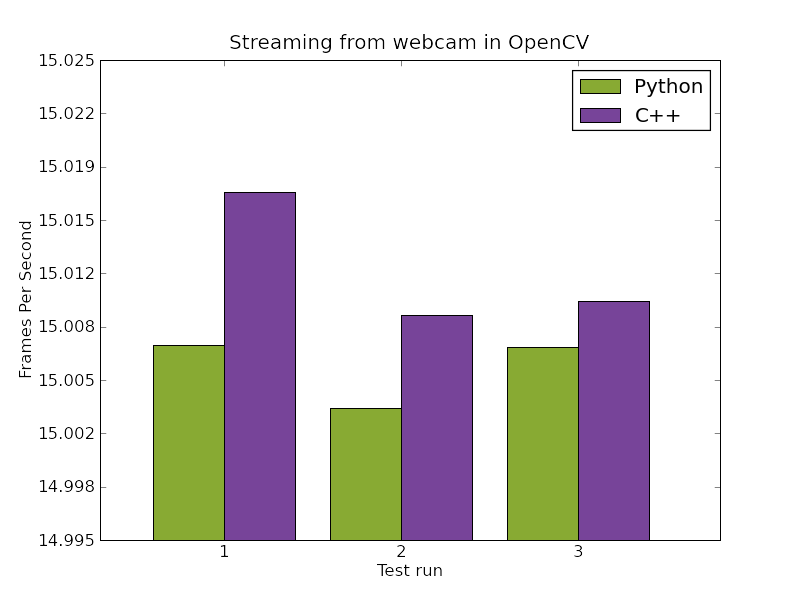 Streaming from webcam in OpenCV
Python
C++
15.025
15.022
15.019
15.015
15.012
15.008
15.005
15.002
14.998
14.995
Frames Per Second
1 2 3
Test run